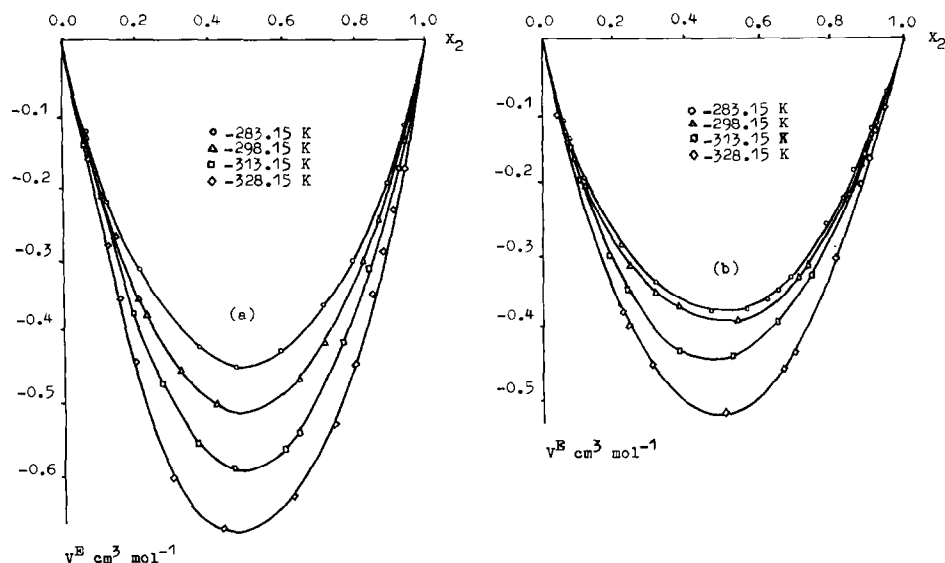 0.0 0.2 0.4 0.6 0.8 1.0
X₂
-0.1
-0.2
-0.3
-0.4
-0.5
-0.6
-283.15 K
-298.15 K
-313.15 K
-328.15 K
(a)
Vᴱ cm³ mol⁻¹
0.0 0.2 0.4 0.6 0.8 1.0
X₂
-0.1
-0.2
-0.3
-0.4
-0.5
-283.15 K
-298.15 K
-313.15 K
-328.15 K
(b)
Vᴱ cm³ mol⁻¹